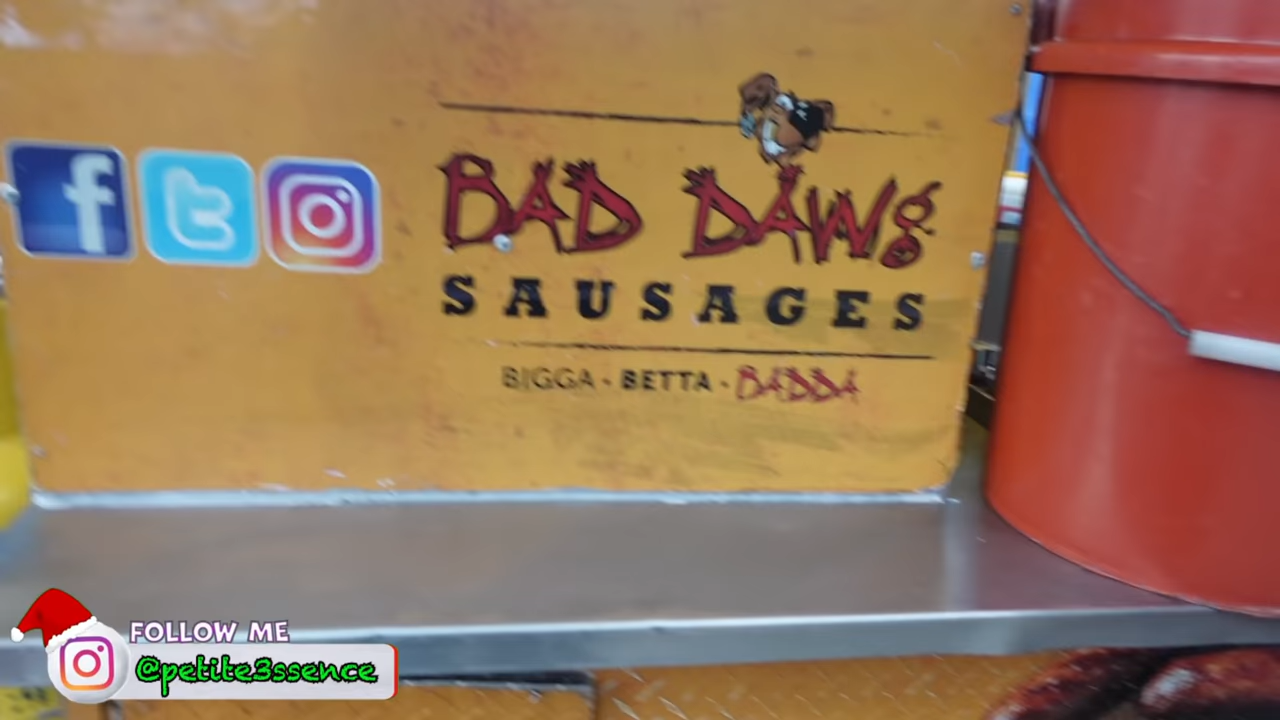 BAD DAWg
SAUSAGES
BIGGA • BETTA • BADDA
FOLLOW ME
@petite3ssence